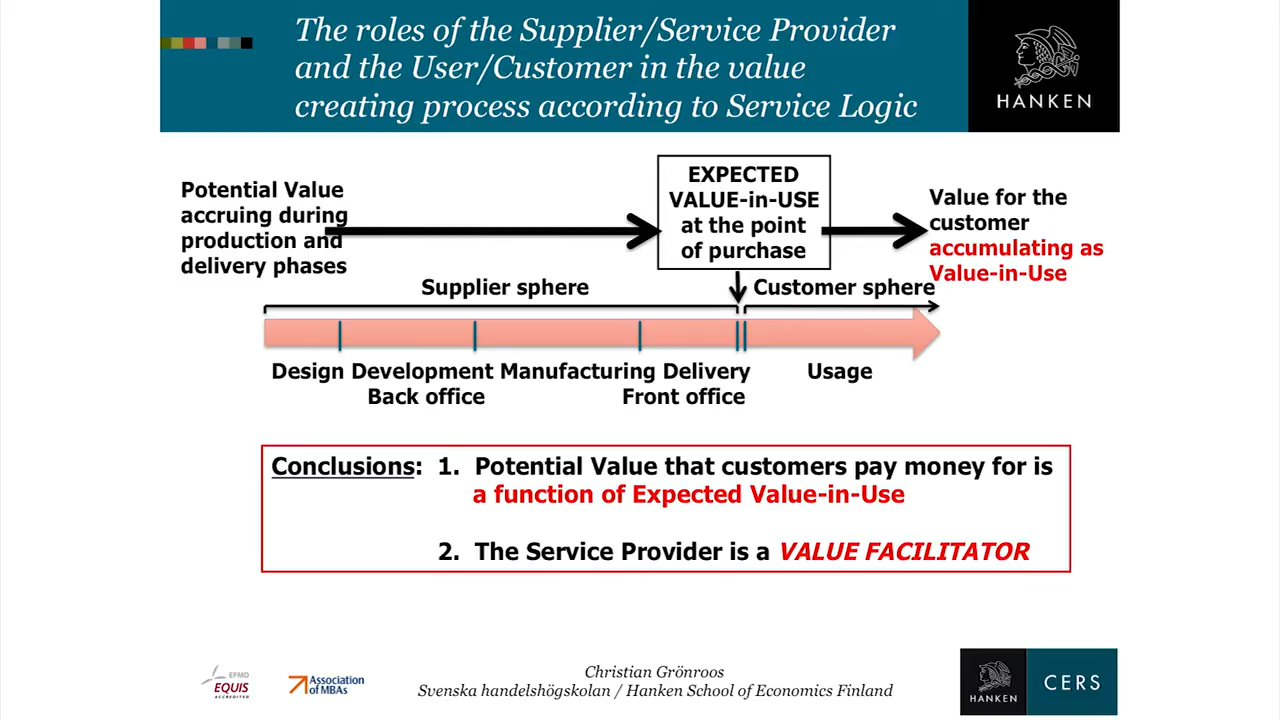 The roles of the Supplier/Service Provider
and the User/Customer in the value
creating process according to Service Logic
HANKEN
Potential Value
accruing during
production and
delivery phases
EXPECTED
VALUE-in-USE
at the point
of purchase
Value for the
customer
accumulating as
Value-in-Use
Supplier sphere
Customer sphere
Design Development Manufacturing Delivery
Usage
Back office
Front office
Conclusions: 1. Potential Value that customers pay money for is
a function of Expected Value-in-Use
2. The Service Provider is a VALUE FACILITATOR
EFMD
EQUIS
ACCREDITED
Association
of MBAs
Christian Grönroos
Svenska handelshögskolan / Hanken School of Economics Finland
HANKEN
CERS